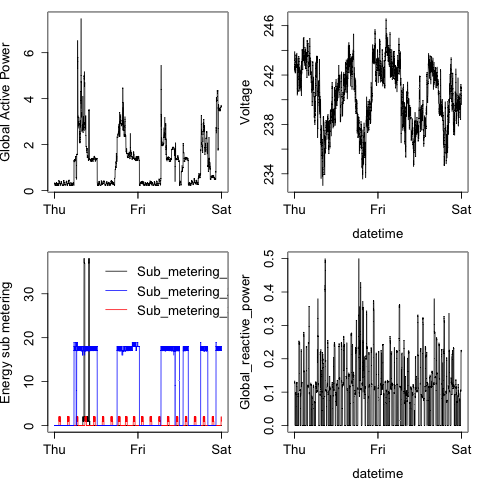 Global Active Power
6
4
2
0
Thu
Fri
Sat
Voltage
246
242
238
234
Thu
Fri
Sat
datetime
Energy sub metering
30
20
10
0
Sub_metering_
Sub_metering_
Sub_metering_
Thu
Fri
Sat
Global_reactive_power
0.5
0.4
0.3
0.2
0.1
0.0
Thu
Fri
Sat
datetime